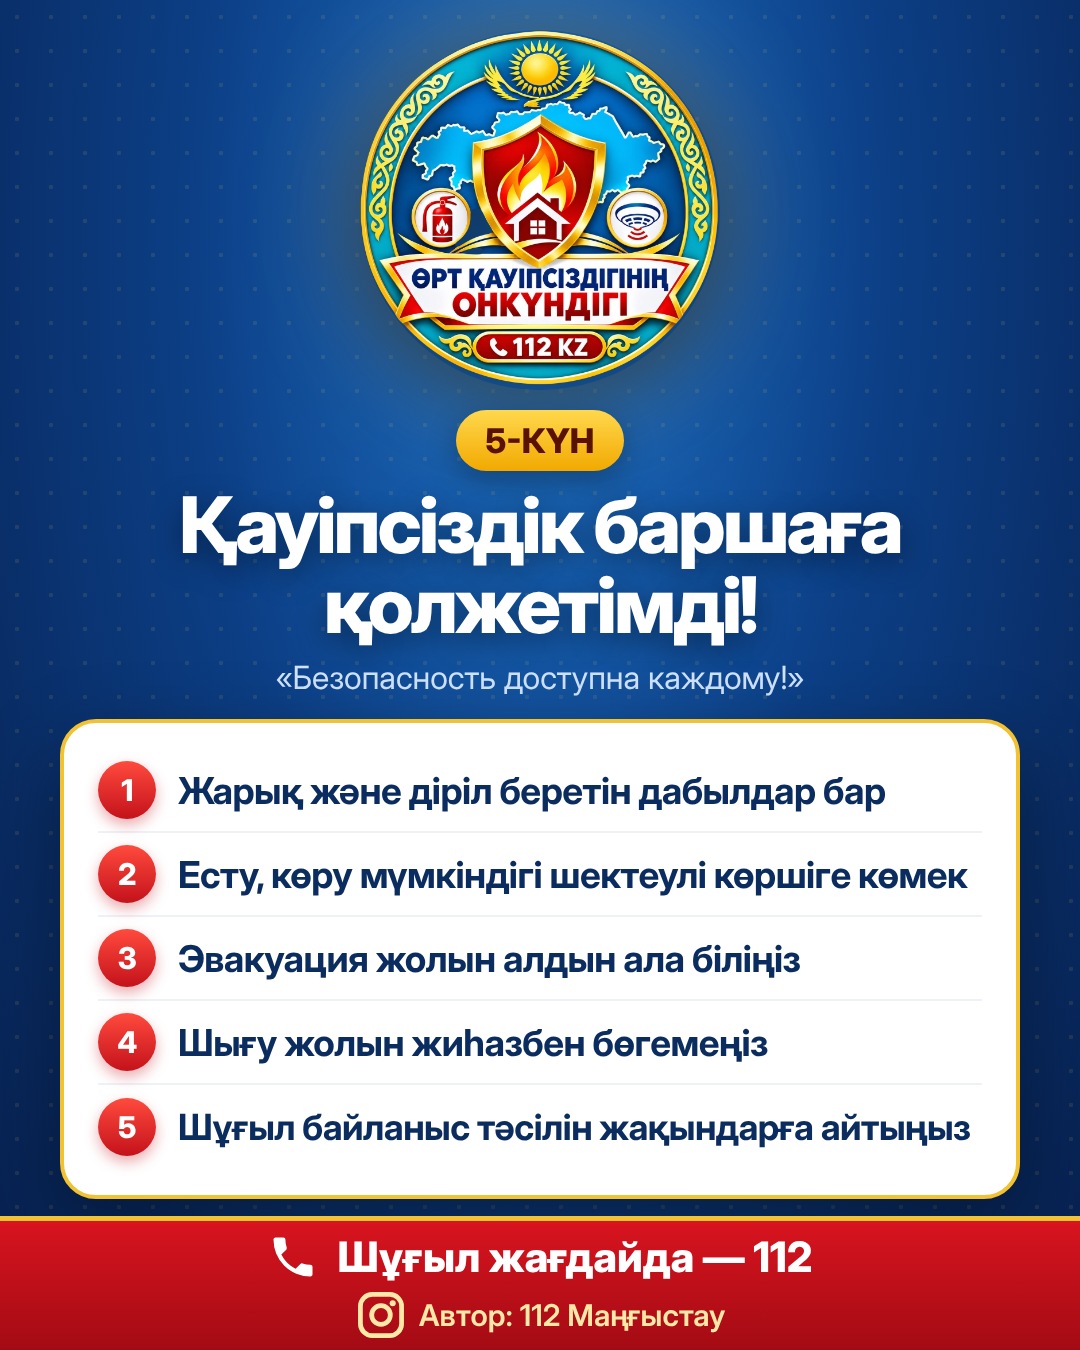 ӨРТ ҚАУІПСІЗДІГІНІҢ
ОНКҮНДІГІ
112 KZ
5-КҮН
Қауіпсіздік баршаға
қолжетімді!
«Безопасность доступна каждому!»
1 Жарық және діріл беретін дабылдар бар
2 Есту, көру мүмкіндігі шектеулі көршіге көмек
3 Эвакуация жолын алдын ала біліңіз
4 Шығу жолын жиһазбен бөгемеңіз
5 Шұғыл байланыс тәсілін жақындарға айтыңыз
Шұғыл жағдайда — 112
Автор: 112 Маңғыстау